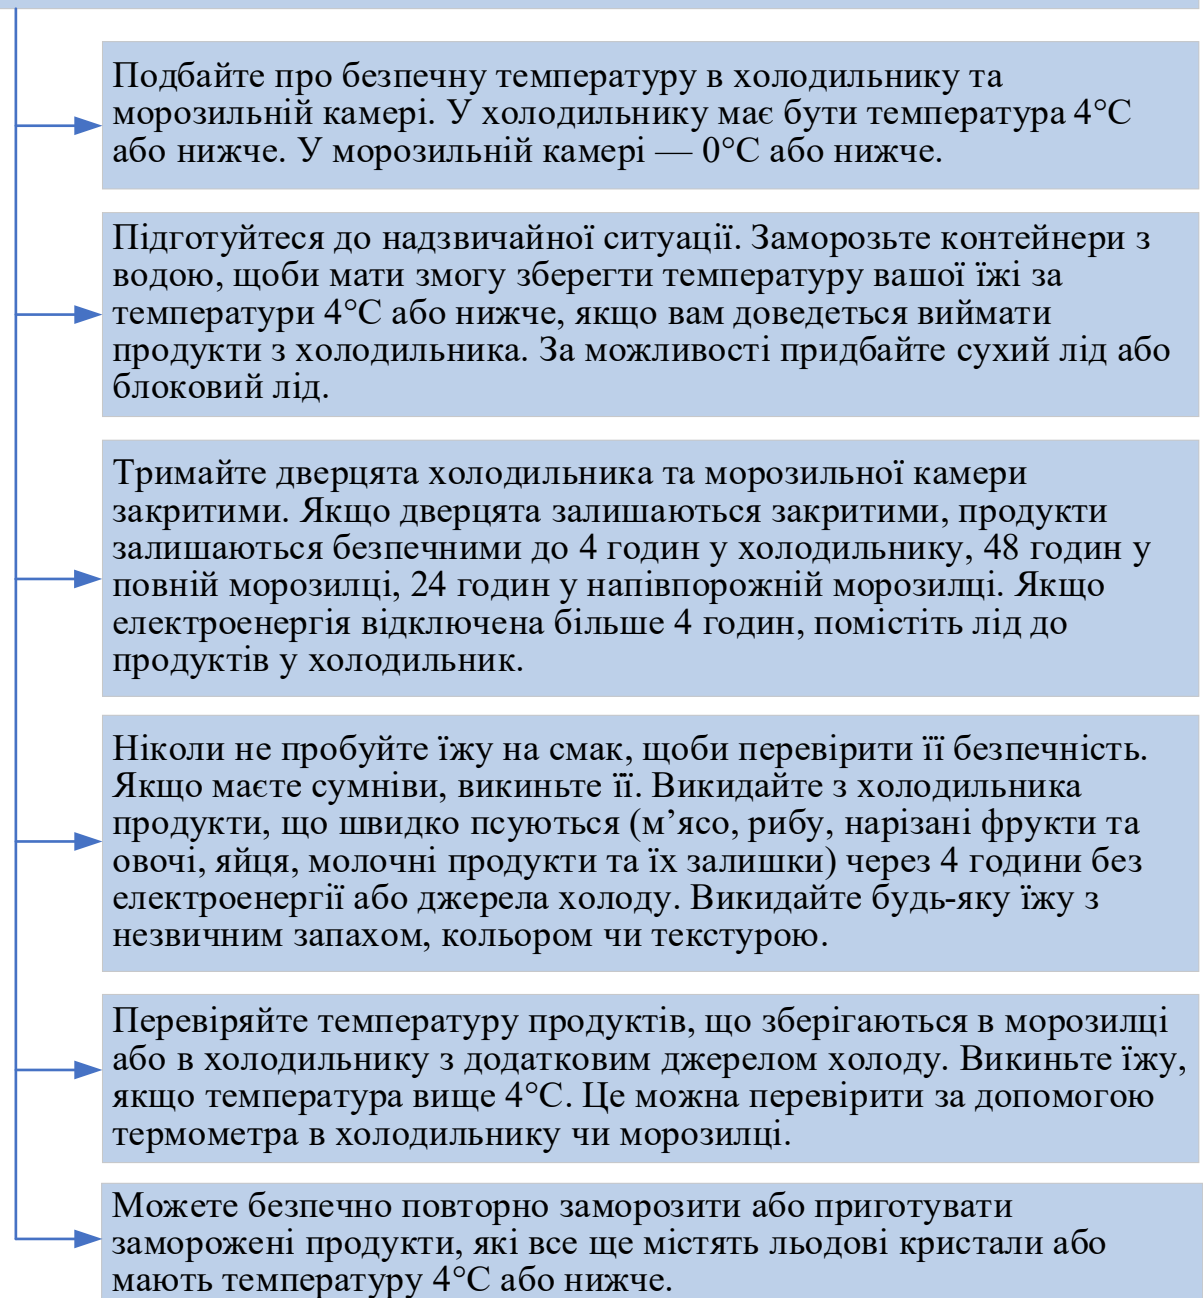 Подбайте про безпечну температуру в холодильнику та
морозильній камері. У холодильнику має бути температура 4°C
або нижче. У морозильній камері — 0°C або нижче.
Підготуйтеся до надзвичайної ситуації. Заморозьте контейнери з
водою, щоби мати змогу зберегти температуру вашої їжі за
температури 4°C або нижче, якщо вам доведеться виймати
продукти з холодильника. За можливості придбайте сухий лід або
блоковий лід.
Тримайте дверцята холодильника та морозильної камери
закритими. Якщо дверцята залишаються закритими, продукти
залишаються безпечними до 4 годин у холодильнику, 48 годин у
повній морозилці, 24 годин у напівпорожній морозилці. Якщо
електроенергія відключена більше 4 годин, помістіть лід до
продуктів у холодильник.
Ніколи не пробуйте їжу на смак, щоби перевірити її безпечність.
Якщо маєте сумніви, викиньте її. Викидайте з холодильника
продукти, що швидко псуються (м’ясо, рибу, нарізані фрукти та
овочі, яйця, молочні продукти та їх залишки) через 4 години без
електроенергії або джерела холоду. Викидайте будь-яку їжу з
незвичним запахом, кольором чи текстурою.
Перевіряйте температуру продуктів, що зберігаються в морозилці
або в холодильнику з додатковим джерелом холоду. Викиньте їжу,
якщо температура вище 4°C. Це можна перевірити за допомогою
термометра в холодильнику чи морозилці.
Можете безпечно повторно заморозити або приготувати
заморожені продукти, які все ще містять льодові кристали або
мають температуру 4°C або нижче.